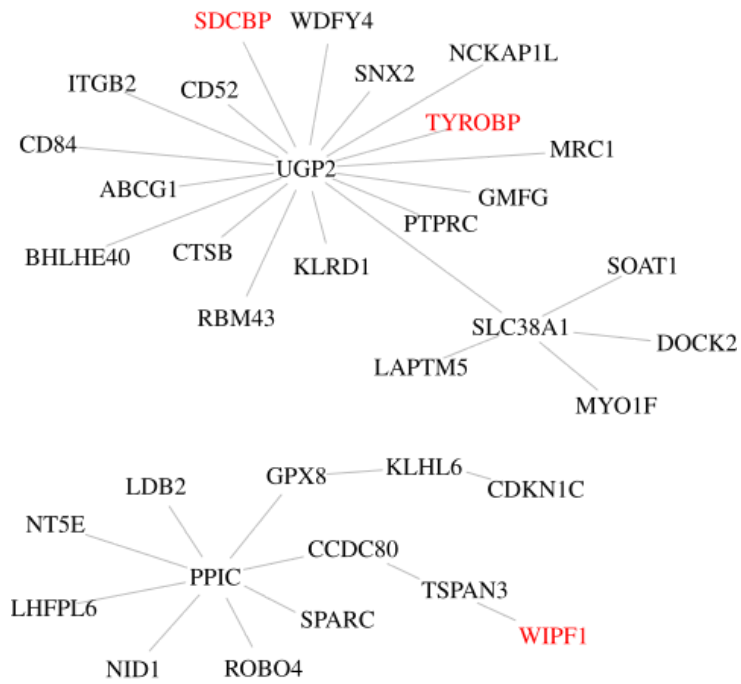 SDCBP
WDFY4
NCKAP1L
SNX2
ITGB2
CD52
TYROBP
CD84
MRC1
UGP2
ABCG1
GMFG
PTPRC
BHLHE40
CTSB
KLRD1
SOAT1
RBM43
SLC38A1
DOCK2
LAPTM5
MYO1F
GPX8
KLHL6
LDB2
CDKN1C
NT5E
CCDC80
PPIC
TSPAN3
LHFPL6
SPARC
WIPF1
NID1
ROBO4